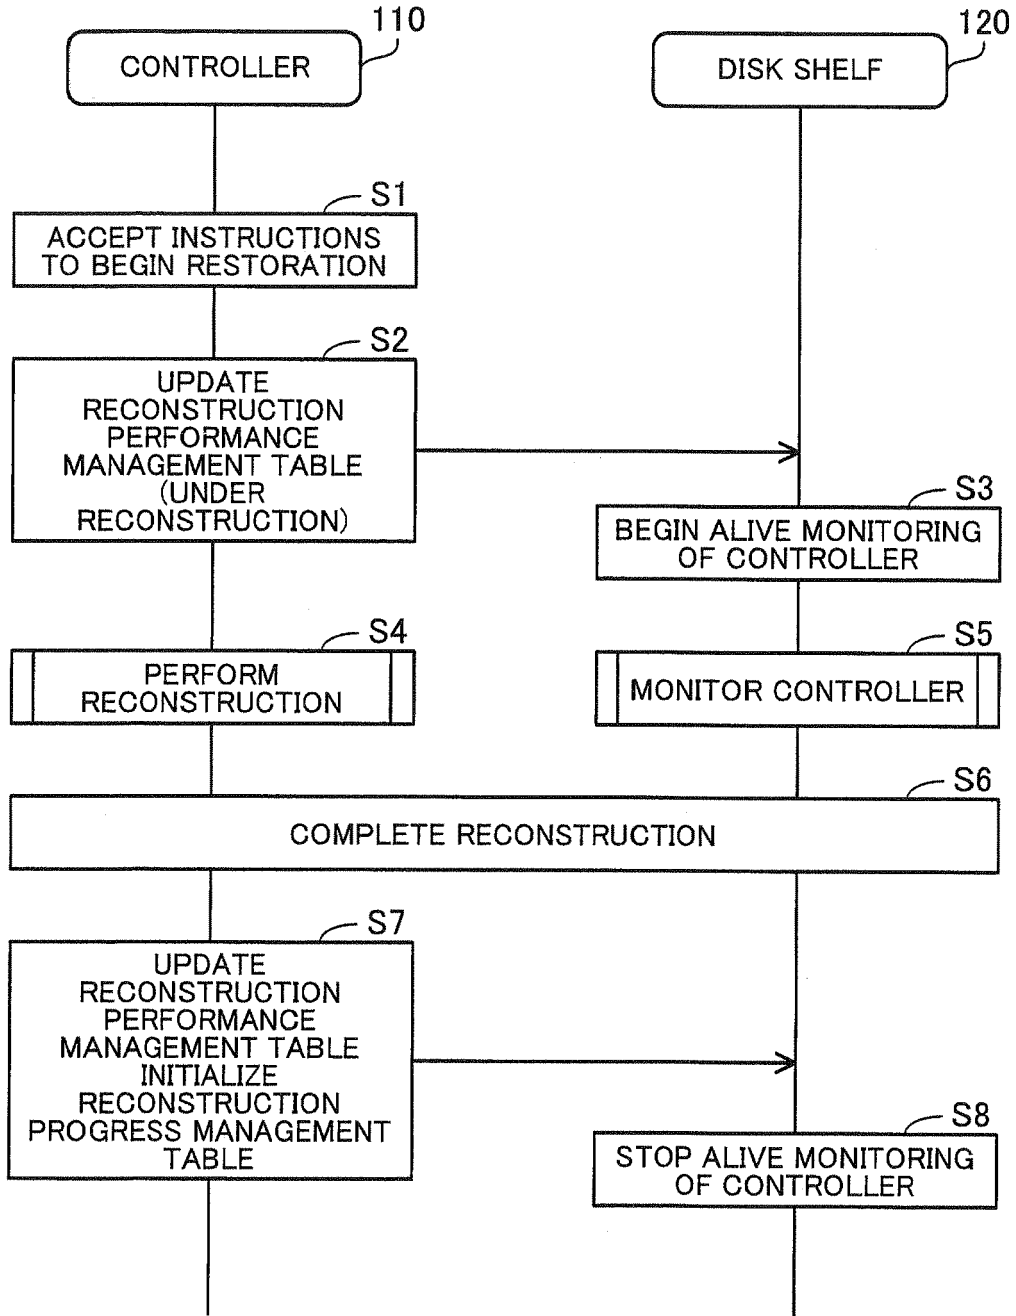 110
120
CONTROLLER
DISK SHELF
S1
ACCEPT INSTRUCTIONS
TO BEGIN RESTORATION
S2
UPDATE
RECONSTRUCTION
PERFORMANCE
MANAGEMENT TABLE
(UNDER
RECONSTRUCTION)
S3
BEGIN ALIVE MONITORING
OF CONTROLLER
S4
PERFORM
RECONSTRUCTION
S5
MONITOR CONTROLLER
S6
COMPLETE RECONSTRUCTION
S7
UPDATE
RECONSTRUCTION
PERFORMANCE
MANAGEMENT TABLE
INITIALIZE
RECONSTRUCTION
PROGRESS MANAGEMENT
TABLE
S8
STOP ALIVE MONITORING
OF CONTROLLER